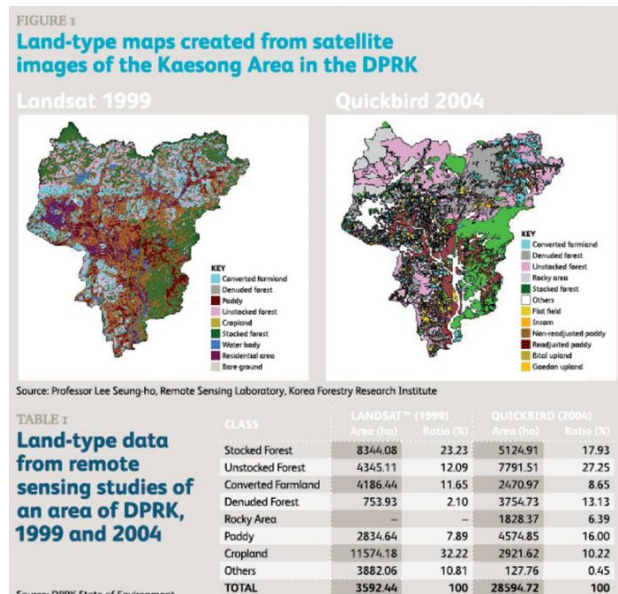 FIGURE 1
Land-type maps created from satellite
images of the Kaesong Area in the DPRK
Landsat 1999
Quickbird 2004
KEY
Converted farmland
Denuded forest
Paddy
Unstocked forest
Cropland
Stocked forest
Water body
Residential area
Bare ground
KEY
Converted farmland
Denuded forest
Unstocked forest
Rocky area
Stocked forest
Others
Flat field
Insam
Non-readjusted paddy
Readjusted paddy
Bital upland
Gaedan upland
Source: Professor Lee Seung-ho, Remote Sensing Laboratory, Korea Forestry Research Institute
TABLE 1
Land-type data
from remote
sensing studies of
an area of DPRK,
1999 and 2004
CLASS LANDSAT™ (1999) QUICKBIRD (2004)
Area (ha) Ratio (%) Area (ha) Ratio (%)
Stocked Forest 8344.08 23.23 5124.91 17.93
Unstocked Forest 4345.11 12.09 7791.51 27.25
Converted Farmland 4186.44 11.65 2470.97 8.65
Denuded Forest 753.93 2.10 3754.73 13.13
Rocky Area – – 1828.37 6.39
Paddy 2834.64 7.89 4574.85 16.00
Cropland 11574.18 32.22 2921.62 10.22
Others 3882.06 10.81 127.76 0.45
TOTAL 3592.44 100 28594.72 100
Source: DPRK State of Environment